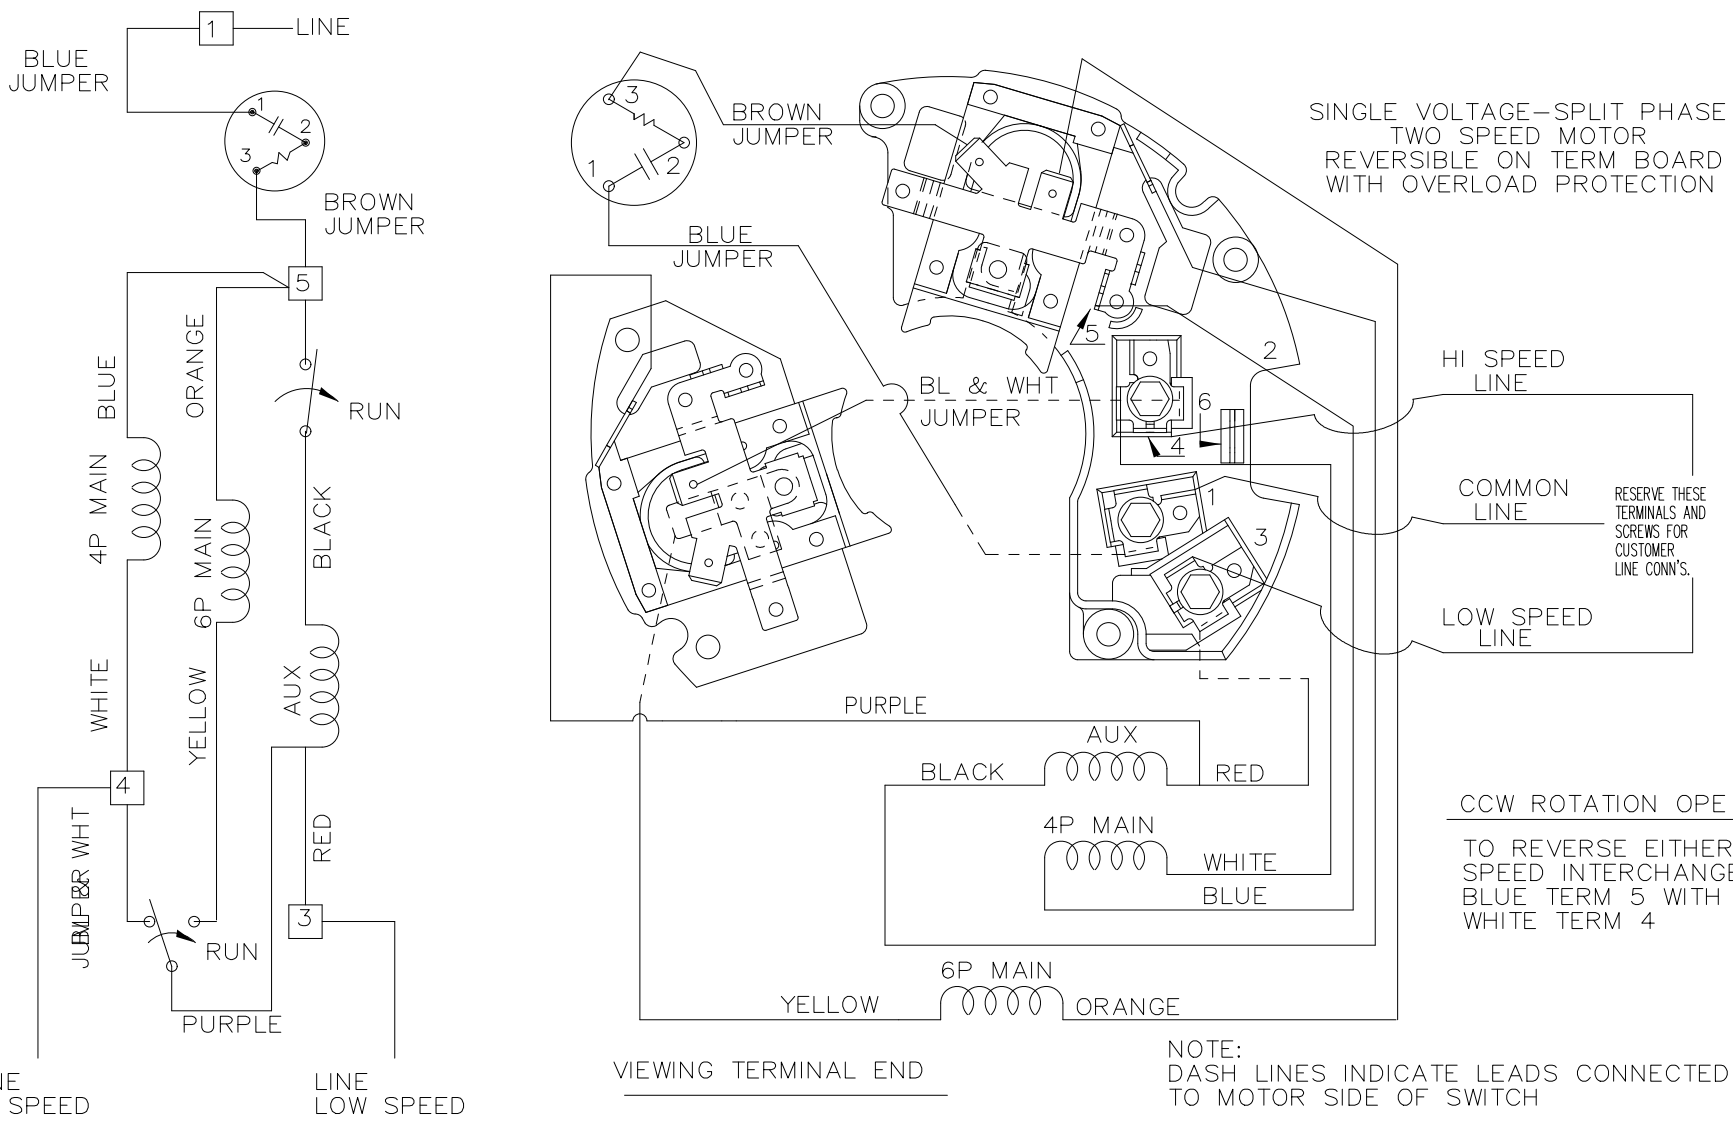 1
LINE
BLUE
JUMPER
1
2
3
BROWN
JUMPER
5
BLUE
ORANGE
RUN
4P MAIN
6P MAIN
BLACK
WHITE
YELLOW
AUX
4
BL & WHT
JUMPER
RED
3
RUN
PURPLE
NE
SPEED
LINE
LOW SPEED
3
1
2
BROWN
JUMPER
BLUE
JUMPER
BL & WHT
JUMPER
5
2
6
4
1
3
SINGLE VOLTAGE-SPLIT PHASE
TWO SPEED MOTOR
REVERSIBLE ON TERM BOARD
WITH OVERLOAD PROTECTION
HI SPEED
LINE
COMMON
LINE
RESERVE THESE
TERMINALS AND
SCREWS FOR
CUSTOMER
LINE CONN'S.
LOW SPEED
LINE
PURPLE
AUX
BLACK
RED
4P MAIN
WHITE
BLUE
6P MAIN
YELLOW
ORANGE
CCW ROTATION OPE
TO REVERSE EITHER
SPEED INTERCHANGE
BLUE TERM 5 WITH
WHITE TERM 4
VIEWING TERMINAL END
NOTE:
DASH LINES INDICATE LEADS CONNECTED
TO MOTOR SIDE OF SWITCH